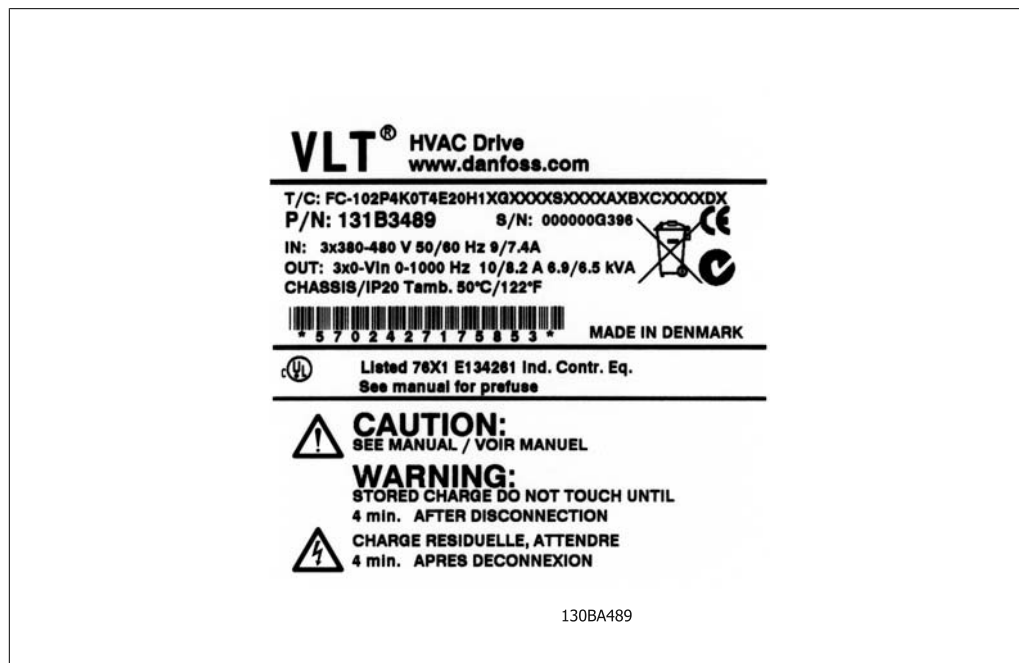 VLT® HVAC Drive
www.danfoss.com
T/C: FC-102P4K0T4E20H1XGXXXXSXXXXAXBXCXXXXDX
P/N: 131B3489 S/N: 000000G396
IN: 3x380-480 V 50/60 Hz 9/7.4A
OUT: 3x0-Vin 0-1000 Hz 10/8.2 A 6.9/6.5 kVA
CHASSIS/IP20 Tamb. 50°C/122°F
* 5 7 0 2 4 2 7 1 7 5 8 5 3 * MADE IN DENMARK
CE
c UL Listed 76X1 E134261 Ind. Contr. Eq.
See manual for prefuse
CAUTION:
SEE MANUAL / VOIR MANUEL
WARNING:
STORED CHARGE DO NOT TOUCH UNTIL
4 min. AFTER DISCONNECTION
CHARGE RESIDUELLE, ATTENDRE
4 min. APRES DECONNEXION
130BA489